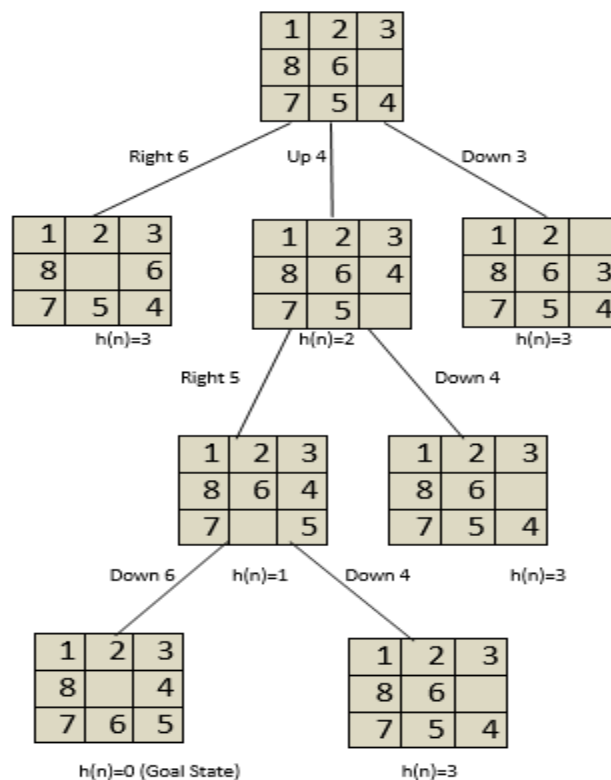 1 2 3
8 6
7 5 4
Right 6 Up 4 Down 3
1 2 3 1 2 3 1 2
8 6 8 6 4 8 6 3
7 5 4 7 5 7 5 4
h(n)=3 h(n)=2 h(n)=3
Right 5 Down 4
1 2 3 1 2 3
8 6 4 8 6
7 5 7 5 4
Down 6 h(n)=1 Down 4 h(n)=3
1 2 3 1 2 3
8 4 8 6
7 6 5 7 5 4
h(n)=0 (Goal State) h(n)=3